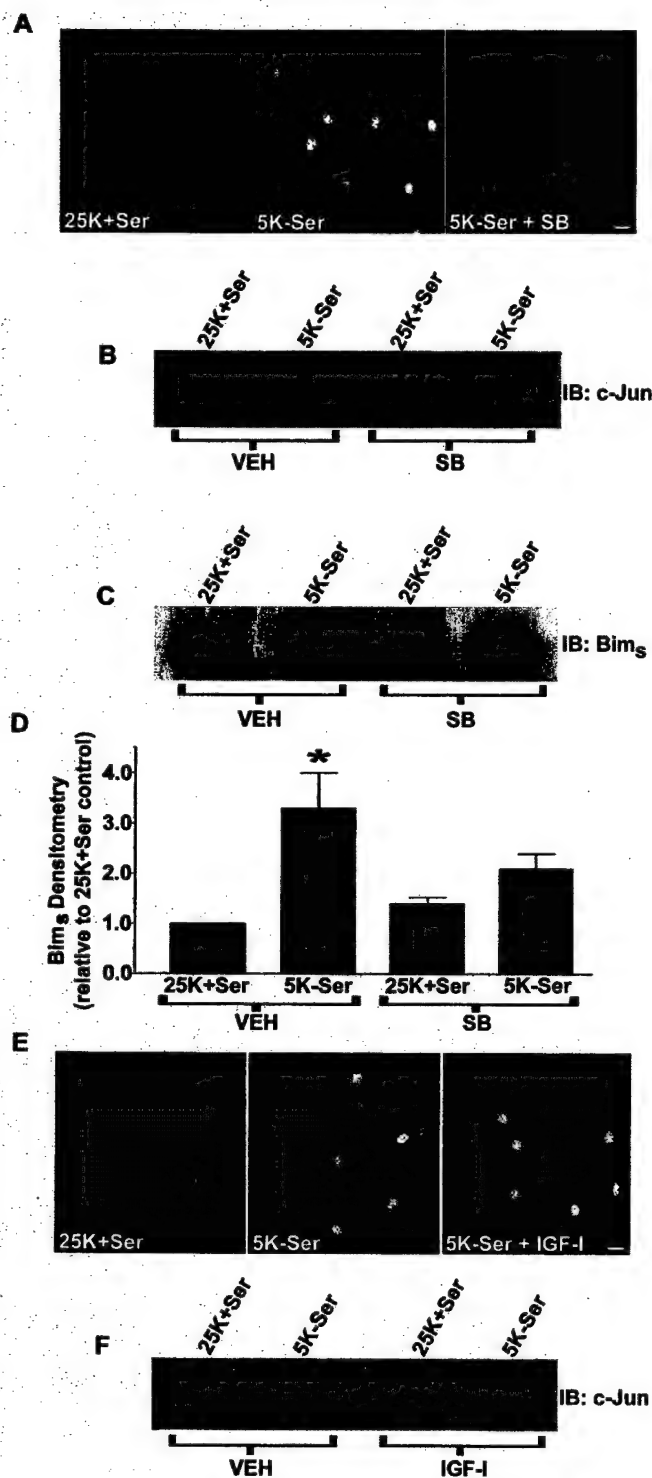 A
25K+Ser 5K-Ser 5K-Ser + SB
25K+Ser 5K-Ser 25K+Ser 5K-Ser
B
IB: c-Jun
VEH SB
25K+Ser 5K-Ser 25K+Ser 5K-Ser
C
IB: Bims
VEH SB
D
Bims Densitometry
(relative to 25K+Ser control)
4.0
3.0
2.0
1.0
0.0
*
25K+Ser 5K-Ser 25K+Ser 5K-Ser
VEH SB
E
25K+Ser 5K-Ser 5K-Ser + IGF-I
25K+Ser 5K-Ser 25K+Ser 5K-Ser
F
IB: c-Jun
VEH IGF-I